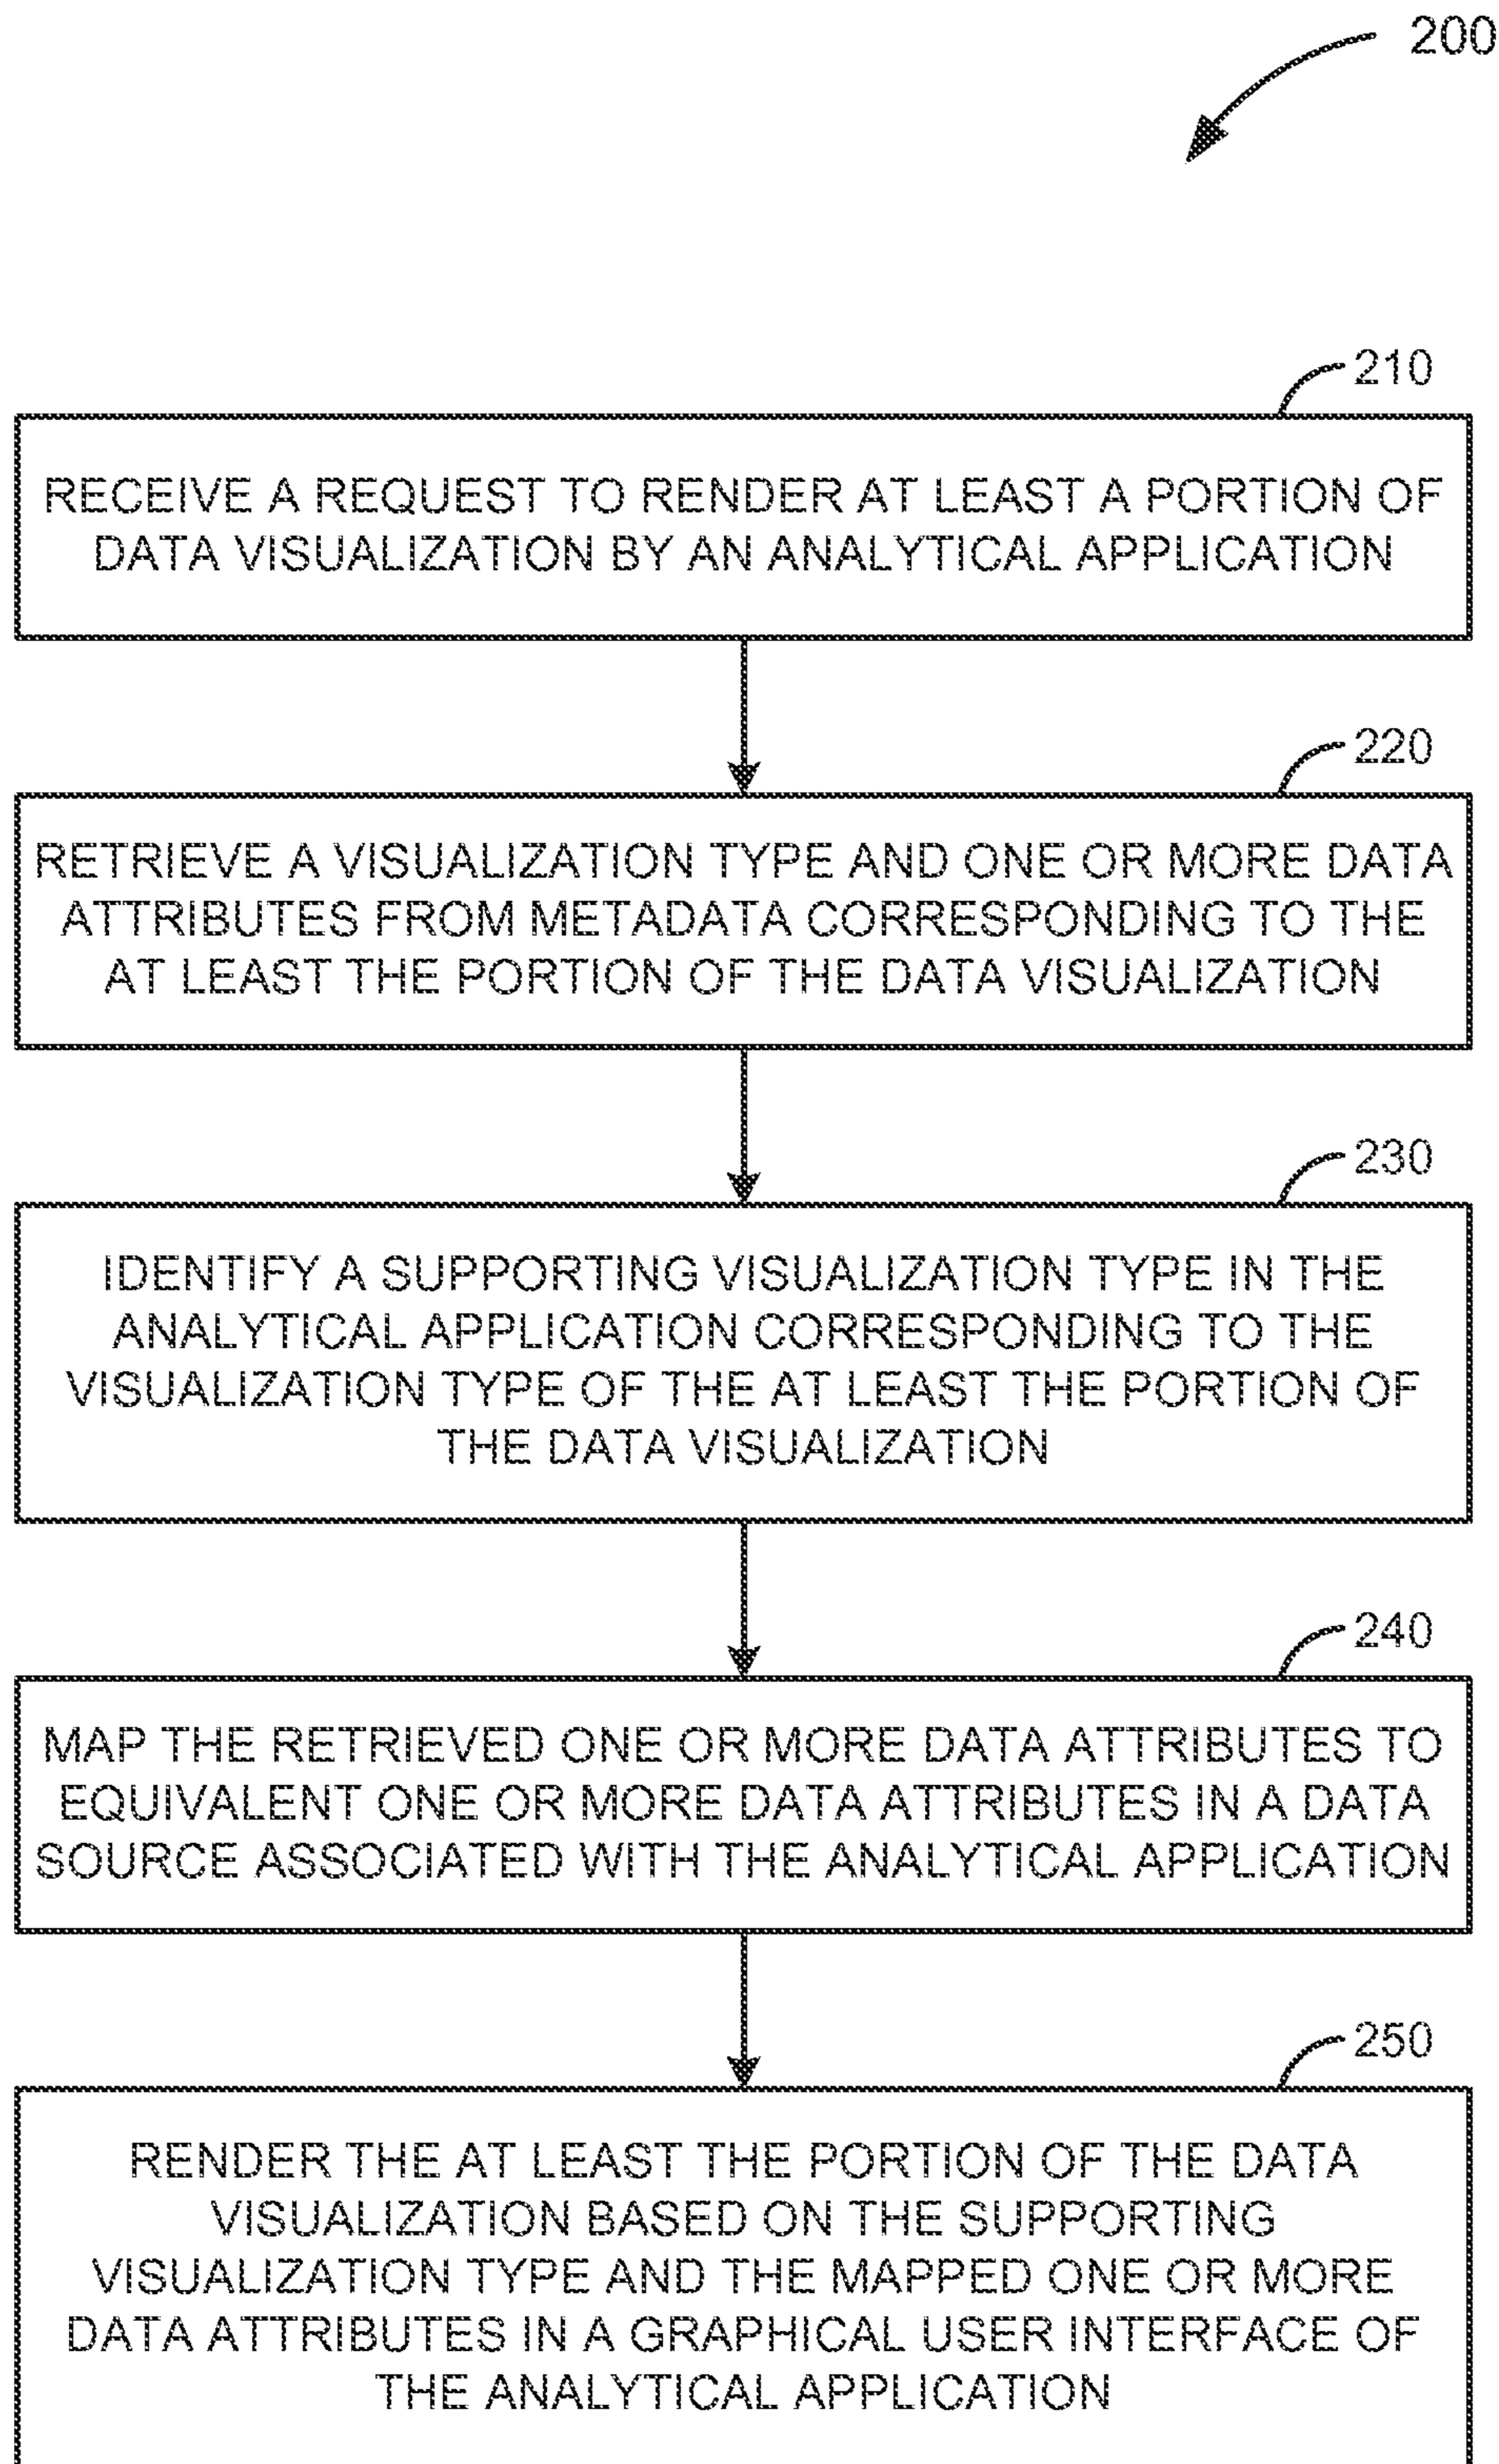 200
210
RECEIVE A REQUEST TO RENDER AT LEAST A PORTION OF
DATA VISUALIZATION BY AN ANALYTICAL APPLICATION
220
RETRIEVE A VISUALIZATION TYPE AND ONE OR MORE DATA
ATTRIBUTES FROM METADATA CORRESPONDING TO THE
AT LEAST THE PORTION OF THE DATA VISUALIZATION
230
IDENTIFY A SUPPORTING VISUALIZATION TYPE IN THE
ANALYTICAL APPLICATION CORRESPONDING TO THE
VISUALIZATION TYPE OF THE AT LEAST THE PORTION OF
THE DATA VISUALIZATION
240
MAP THE RETRIEVED ONE OR MORE DATA ATTRIBUTES TO
EQUIVALENT ONE OR MORE DATA ATTRIBUTES IN A DATA
SOURCE ASSOCIATED WITH THE ANALYTICAL APPLICATION
250
RENDER THE AT LEAST THE PORTION OF THE DATA
VISUALIZATION BASED ON THE SUPPORTING
VISUALIZATION TYPE AND THE MAPPED ONE OR MORE
DATA ATTRIBUTES IN A GRAPHICAL USER INTERFACE OF
THE ANALYTICAL APPLICATION